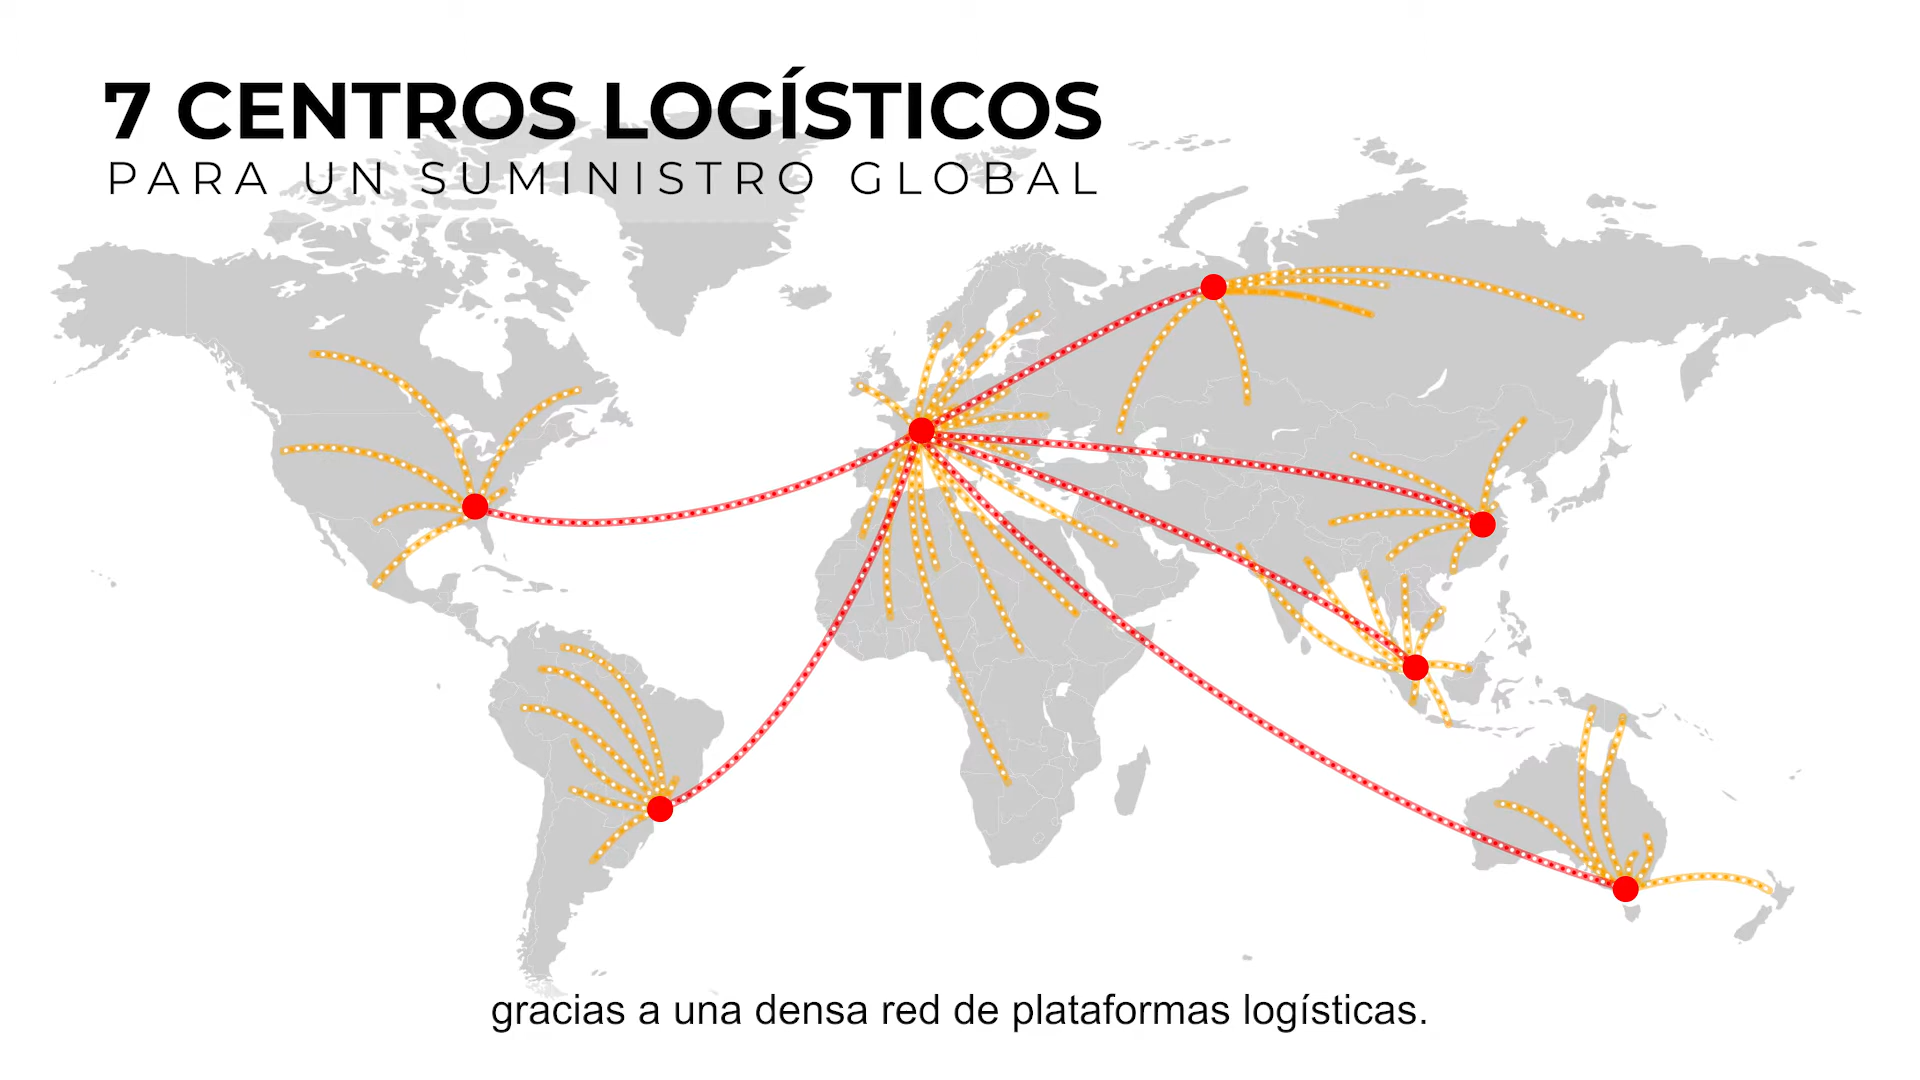 7 CENTROS LOGÍSTICOS
PARA UN SUMINISTRO GLOBAL
gracias a una densa red de plataformas logísticas.